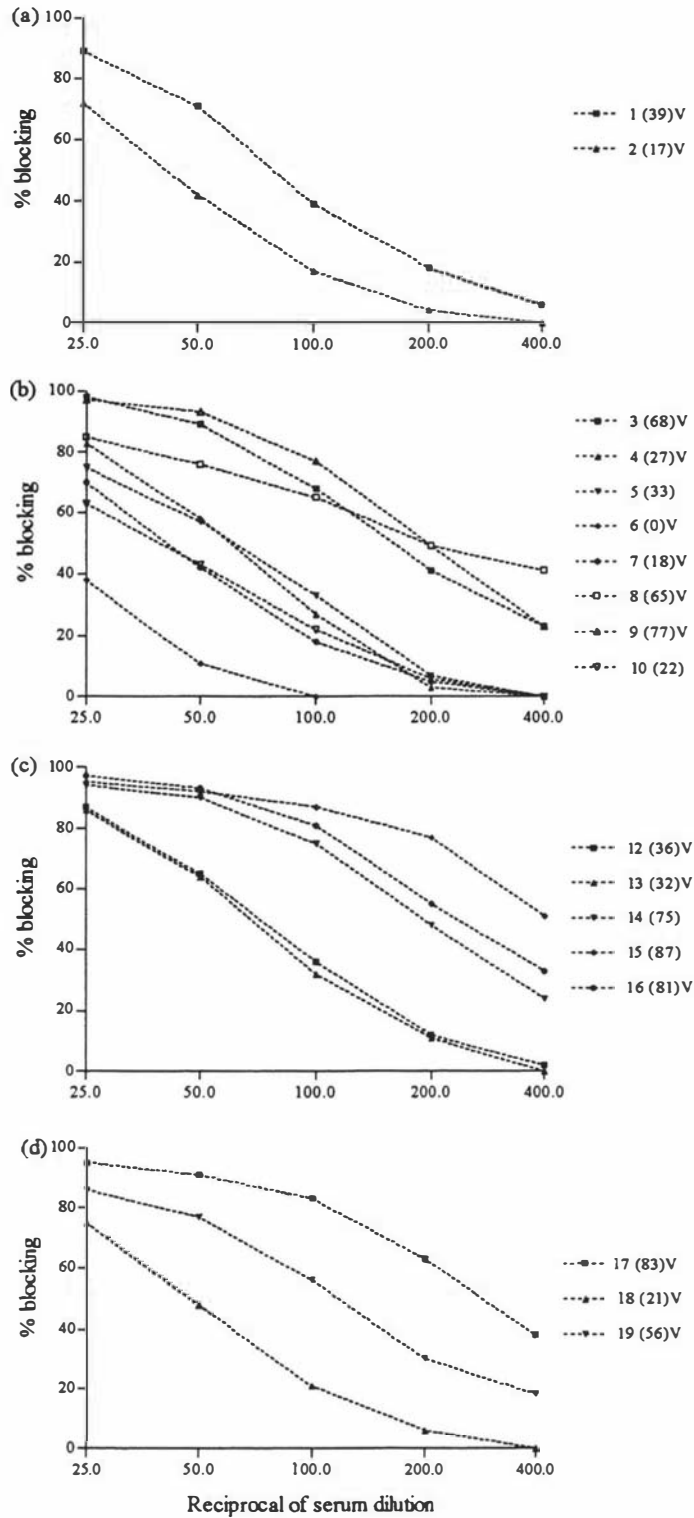 (a)
100
80
60
40
20
0
% blocking
25.0 50.0 100.0 200.0 400.0
1 (39)V
2 (17)V
(b)
100
80
60
40
20
0
% blocking
25.0 50.0 100.0 200.0 400.0
3 (68)V
4 (27)V
5 (33)
6 (0)V
7 (18)V
8 (65)V
9 (77)V
10 (22)
(c)
100
80
60
40
20
0
% blocking
25.0 50.0 100.0 200.0 400.0
12 (36)V
13 (32)V
14 (75)
15 (87)
16 (81)V
(d)
100
80
60
40
20
0
% blocking
25.0 50.0 100.0 200.0 400.0
17 (83)V
18 (21)V
19 (56)V
Reciprocal of serum dilution